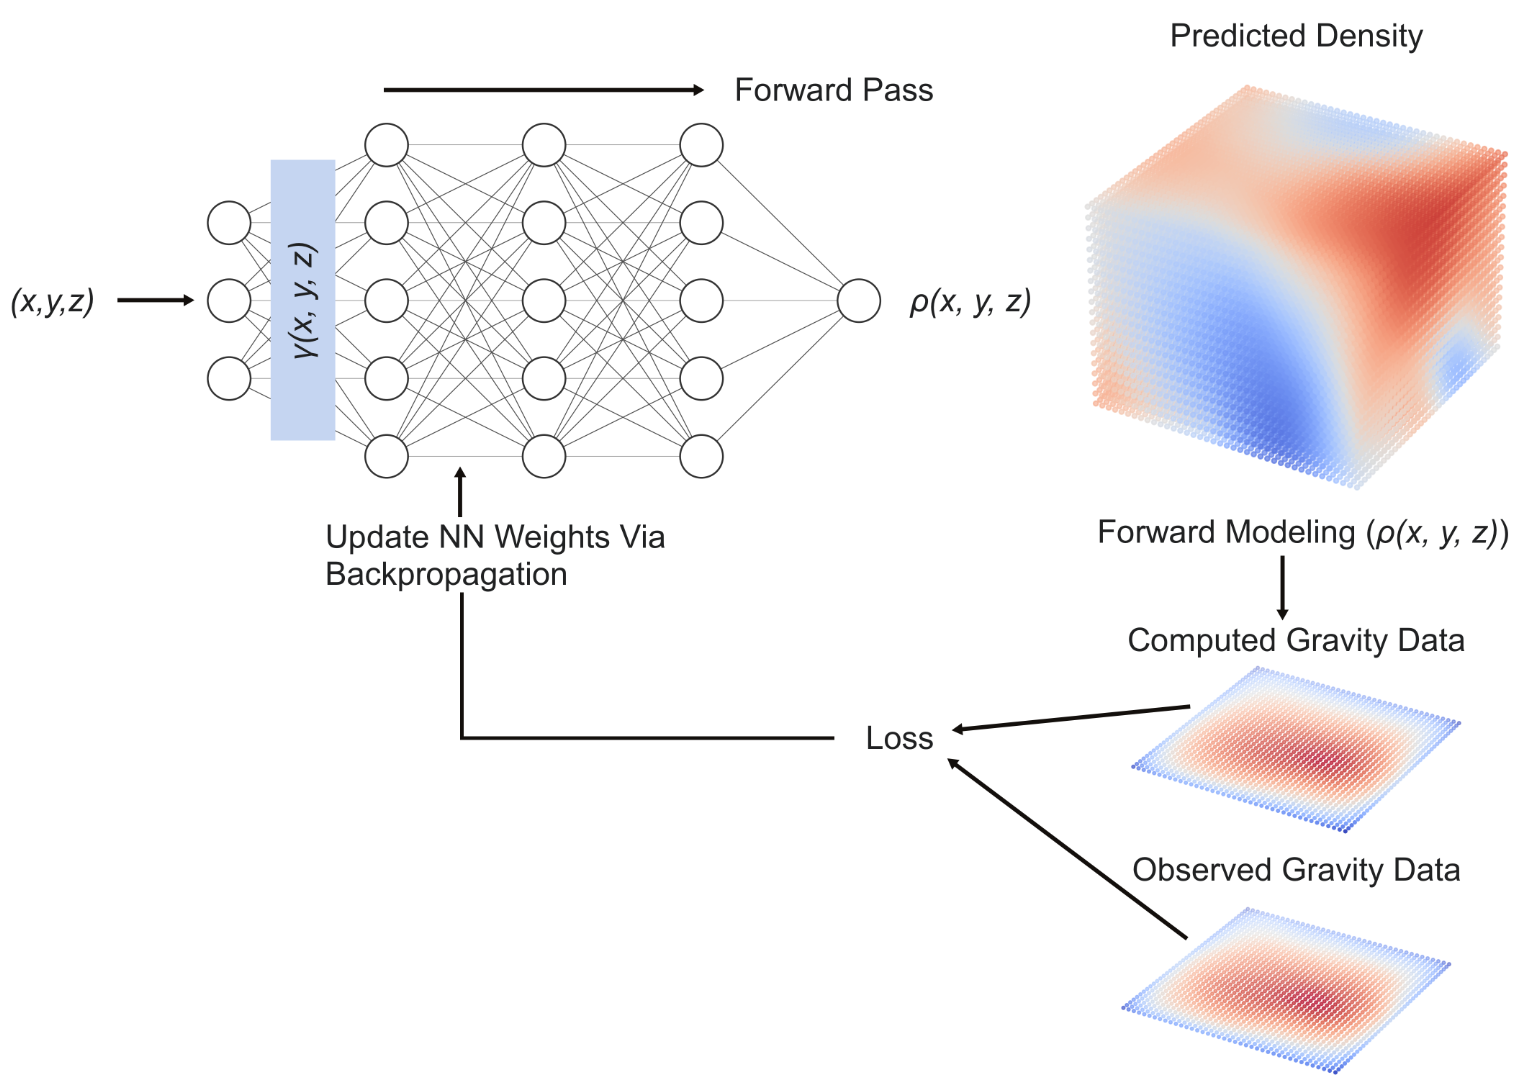 Predicted Density
Forward Pass
(x,y,z)
γ(x, y, z)
ρ(x, y, z)
Update NN Weights Via
Backpropagation
Forward Modeling (ρ(x, y, z))
Computed Gravity Data
Loss
Observed Gravity Data